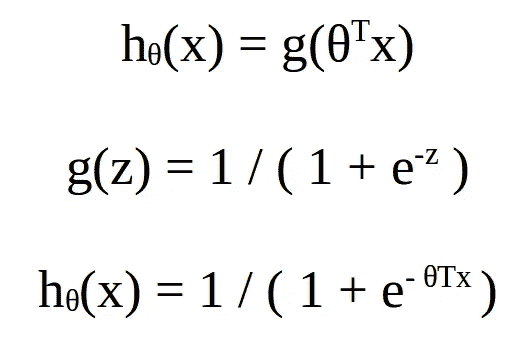 hθ(x) = g(θᵀx)
g(z) = 1 / ( 1 + e⁻ᶻ )
hθ(x) = 1 / ( 1 + e^- θTx )